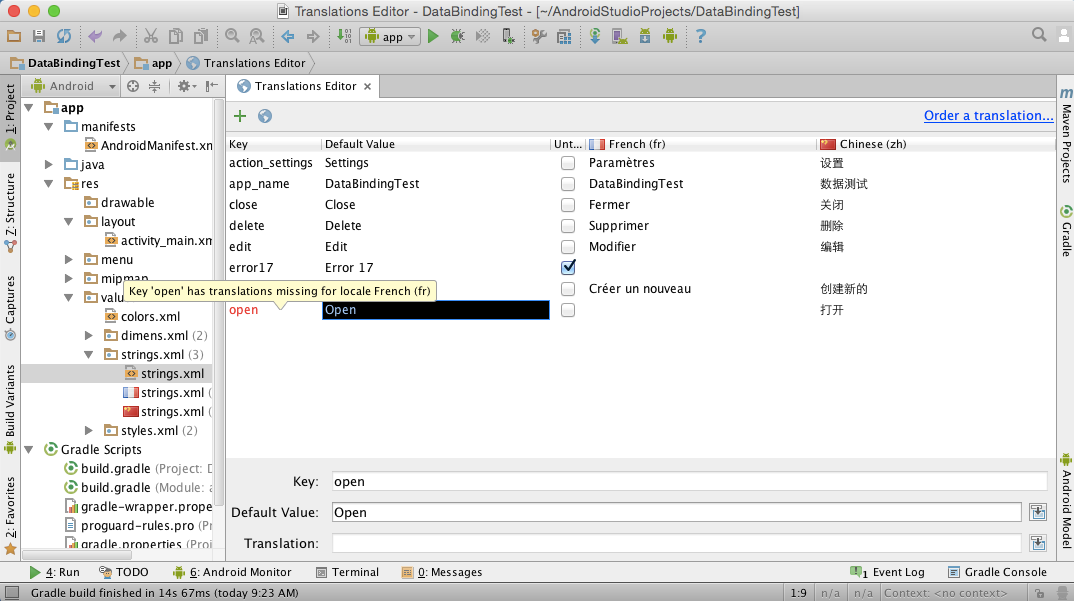 Translations Editor - DataBindingTest - [~/AndroidStudioProjects/DataBindingTest]
app
DataBindingTest app Translations Editor
1: Project
Z: Structure
Captures
Build Variants
2: Favorites
Android
app
manifests
AndroidManifest.xm
java
res
drawable
layout
activity_main.xm
menu
mipmap
valu
colors.xml
dimens.xml (2)
strings.xml (3)
strings.xml
strings.xml (
strings.xml (
styles.xml (2)
Gradle Scripts
build.gradle (Project: D
build.gradle (Module: a
gradle-wrapper.prope
proguard-rules.pro (Pr
gradle.properties (Proj
Translations Editor
Order a translation...
Key Default Value Unt... French (fr) Chinese (zh)
action_settings Settings Paramètres 设置
app_name DataBindingTest DataBindingTest 数据测试
close Close Fermer 关闭
delete Delete Supprimer 删除
edit Edit Modifier 编辑
error17 Error 17
Key 'open' has translations missing for locale French (fr)
Créer un nouveau 创建新的
open Open 打开
Key: open
Default Value: Open
Translation:
m
Maven Projects
Gradle
Android Model
4: Run TODO 6: Android Monitor Terminal 0: Messages 1 Event Log Gradle Console
Gradle build finished in 14s 67ms (today 9:23 AM) 1:9 n/a n/a Context: <no context>